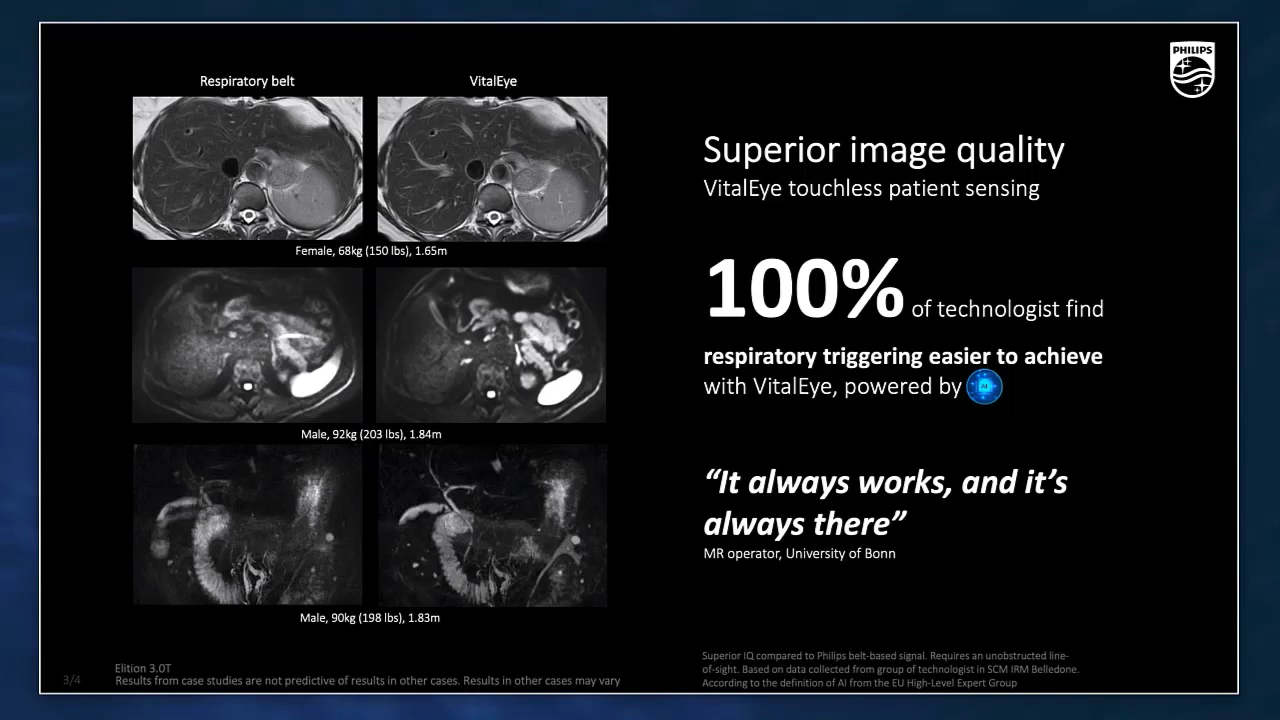 PHILIPS
Respiratory belt
VitalEye
Female, 68kg (150 lbs), 1.65m
Male, 92kg (203 lbs), 1.84m
Male, 90kg (198 lbs), 1.83m
Superior image quality
VitalEye touchless patient sensing
100% of technologist find
respiratory triggering easier to achieve
with VitalEye, powered by AI
“It always works, and it’s
always there”
MR operator, University of Bonn
3/4
Elition 3.0T
Results from case studies are not predictive of results in other cases. Results in other cases may vary
Superior IQ compared to Philips belt-based signal. Requires an unobstructed line-
of-sight. Based on data collected from group of technologist in SCM IRM Belledone.
According to the definition of AI from the EU High-Level Expert Group